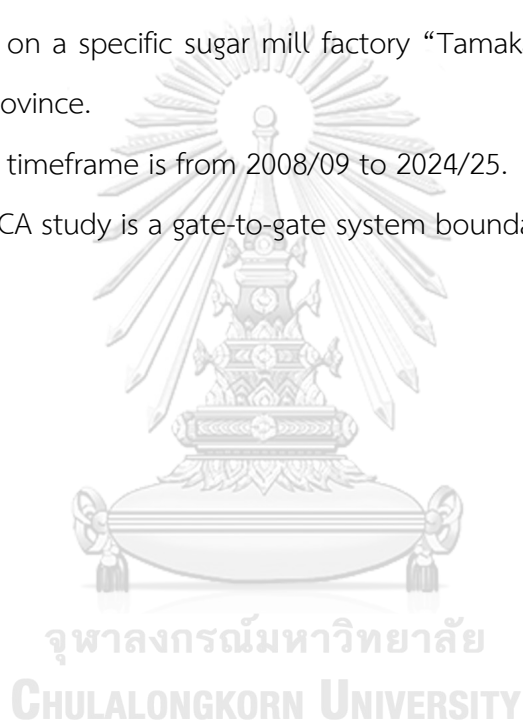 on a specific sugar mill factory “Tamak
ovince.
timeframe is from 2008/09 to 2024/25.
CA study is a gate-to-gate system bounda
จุฬาลงกรณ์มหาวิทยาลัย
CHULALONGKORN UNIVERSITY